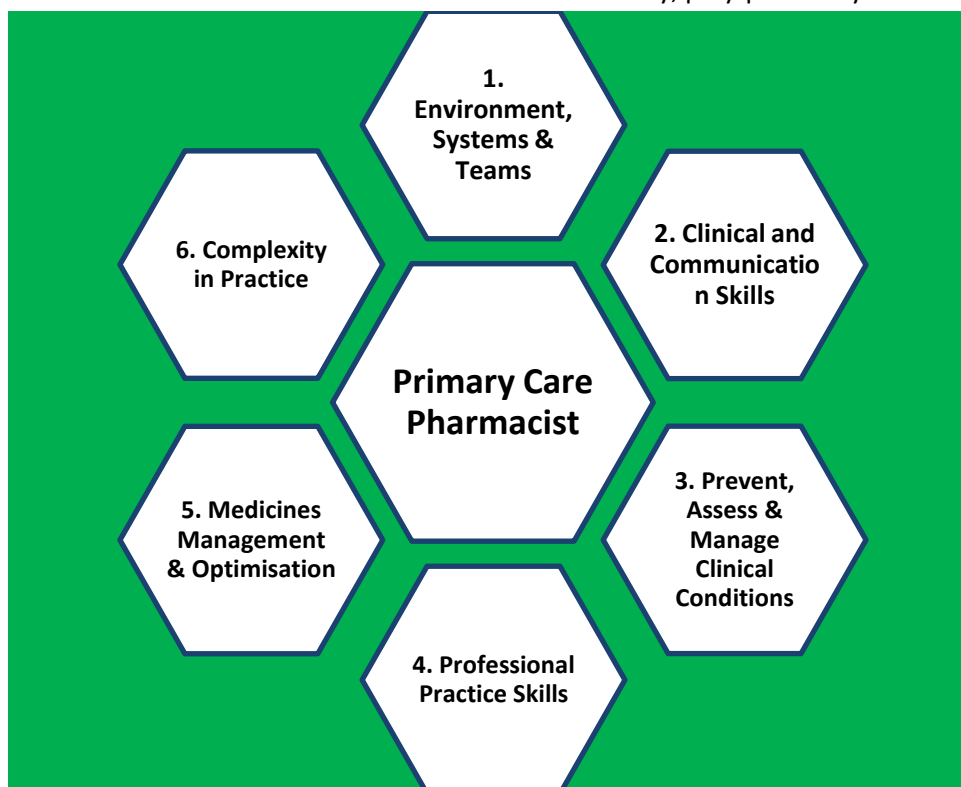 1.
Environment,
Systems &
Teams
2. Clinical and
Communicatio
n Skills
3. Prevent,
Assess &
Manage
Clinical
Conditions
4. Professional
Practice Skills
5. Medicines
Management
& Optimisation
6. Complexity
in Practice
Primary Care
Pharmacist